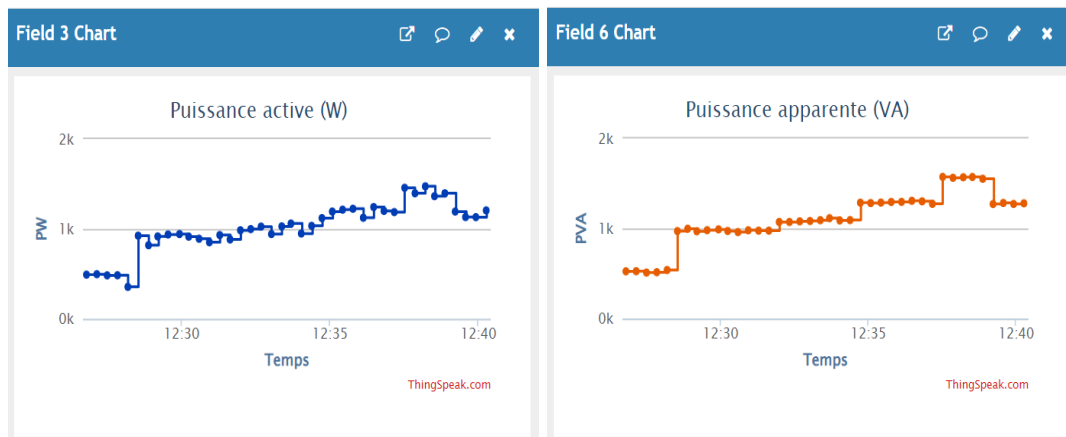 Field 3 Chart
Puissance active (W)
2k
1k
0k
PW
12:30
12:35
12:40
Temps
ThingSpeak.com
Field 6 Chart
Puissance apparente (VA)
2k
1k
0k
PVA
12:30
12:35
12:40
Temps
ThingSpeak.com